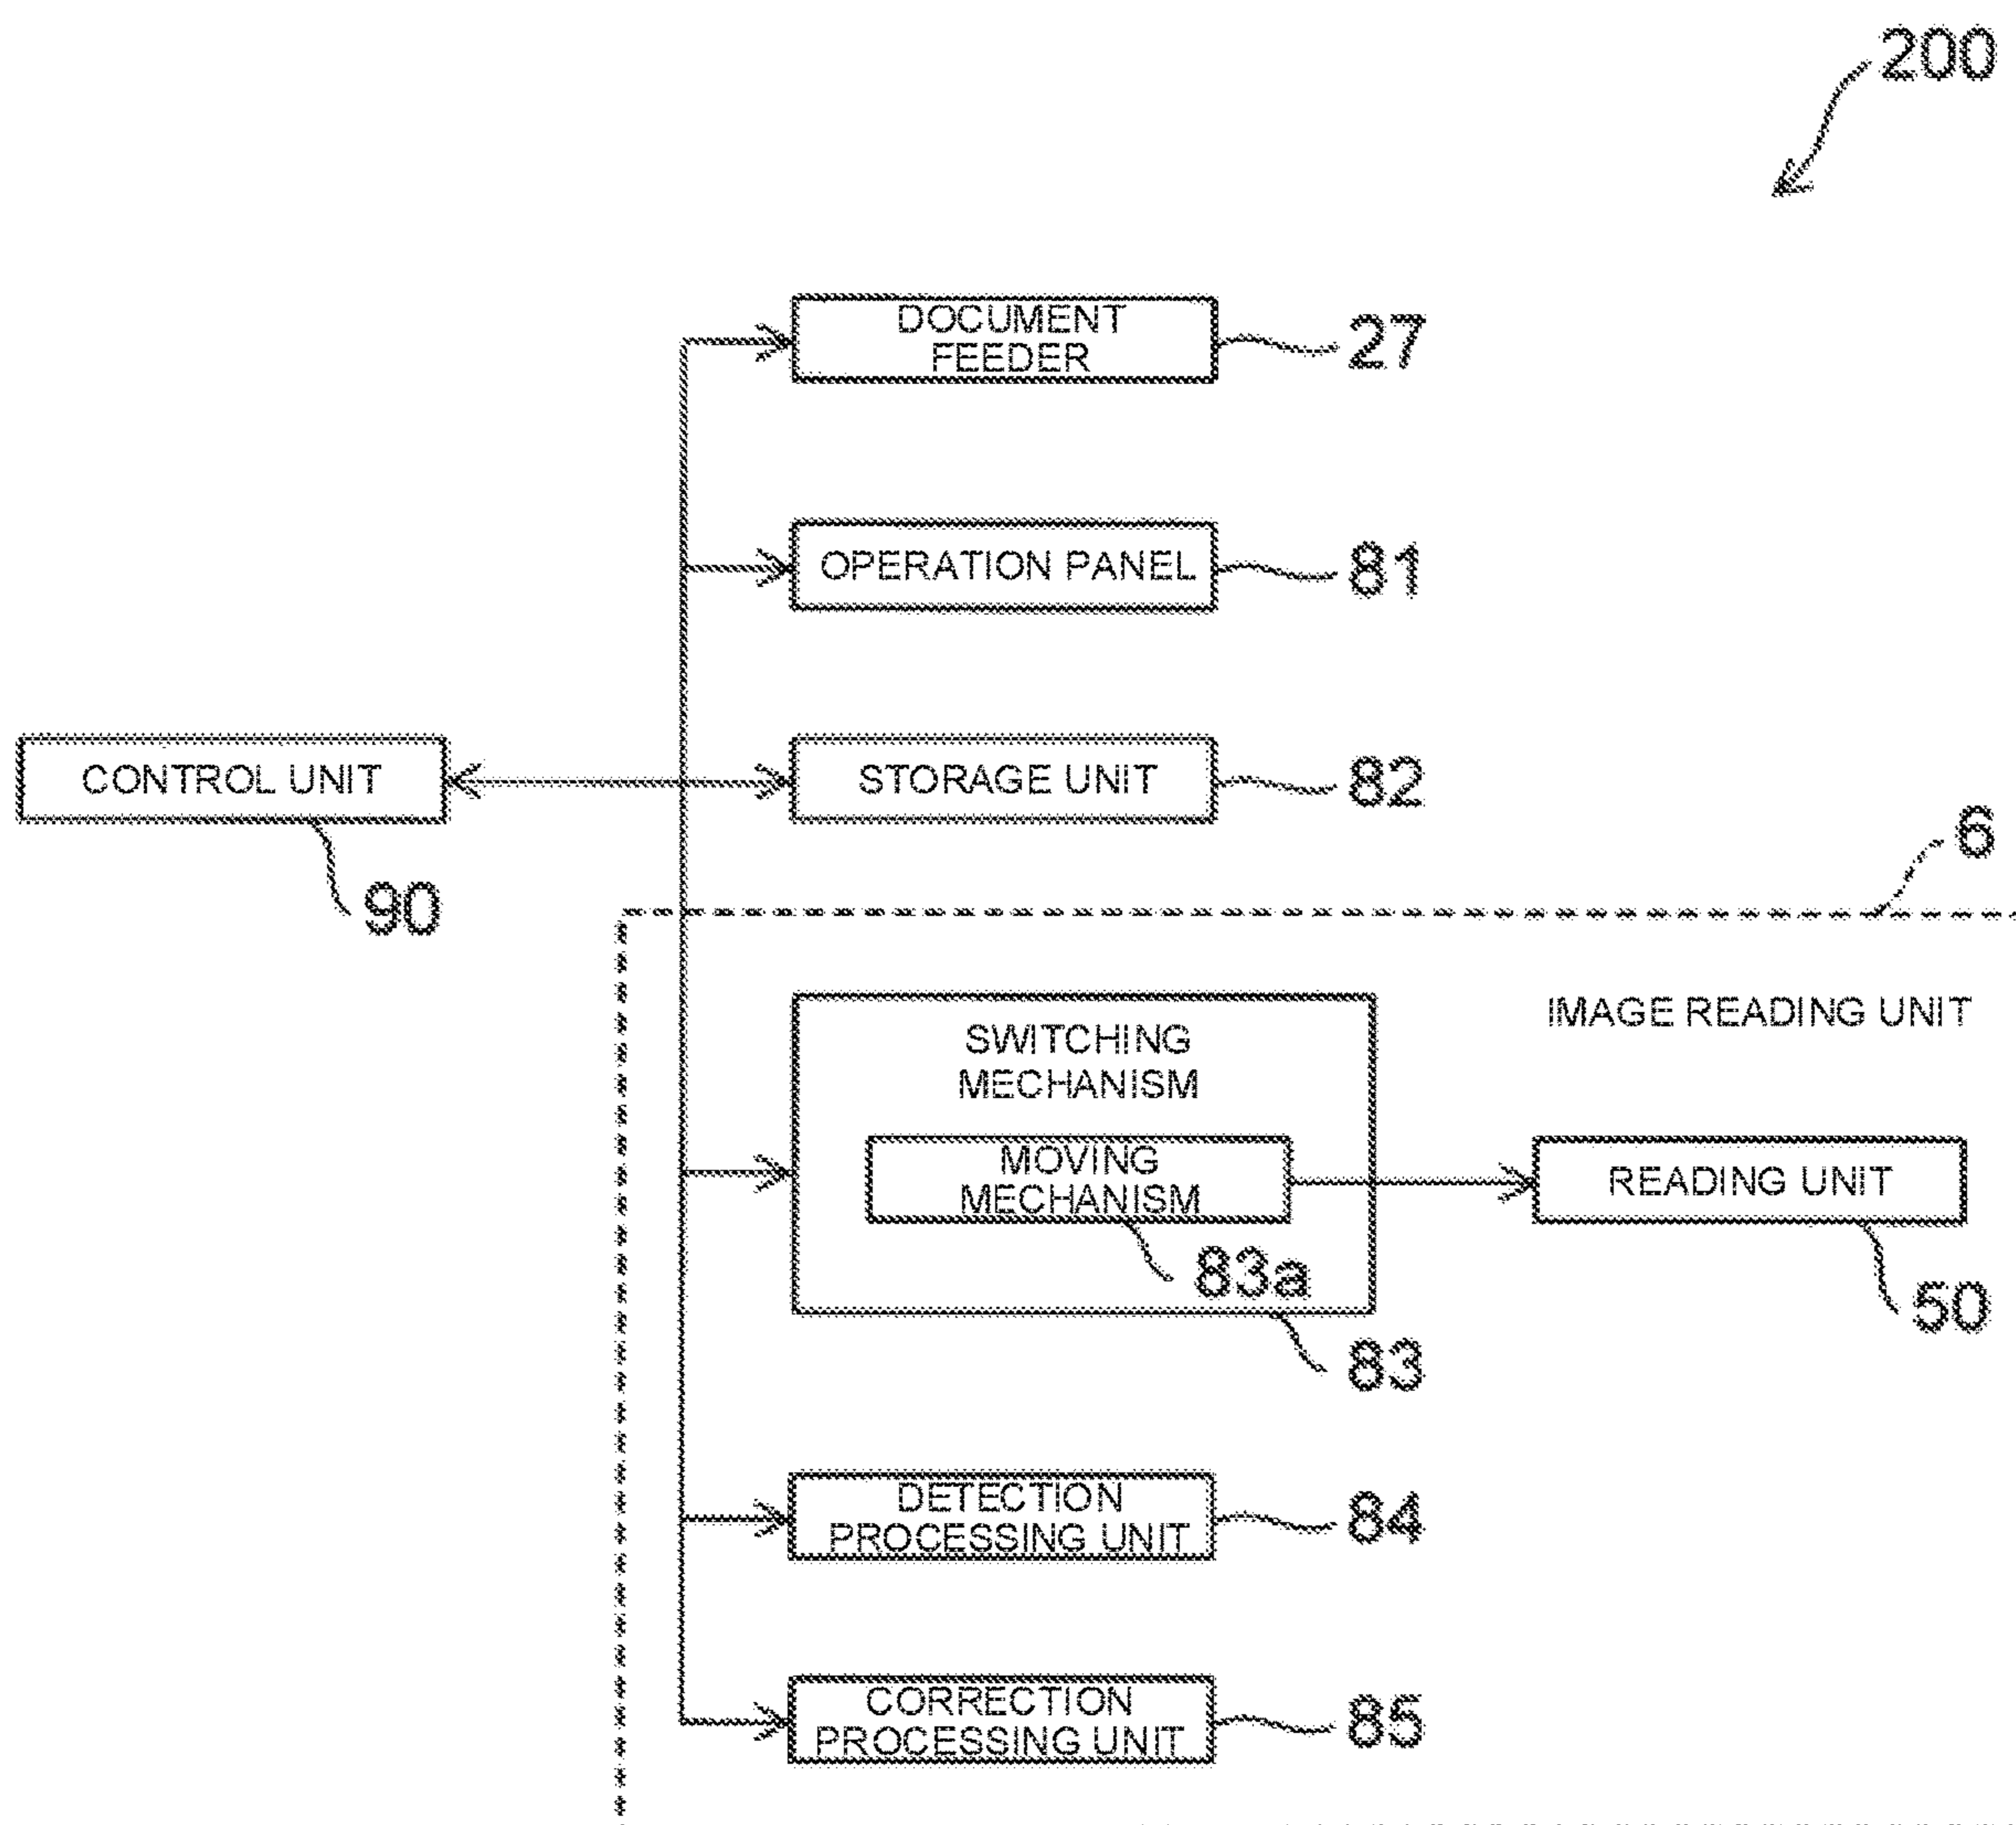 200
DOCUMENT
FEEDER
27
OPERATION PANEL
81
CONTROL UNIT
STORAGE UNIT
82
90
6
IMAGE READING UNIT
SWITCHING
MECHANISM
MOVING
MECHANISM
READING UNIT
83a
50
83
DETECTION
PROCESSING UNIT
84
CORRECTION
PROCESSING UNIT
85